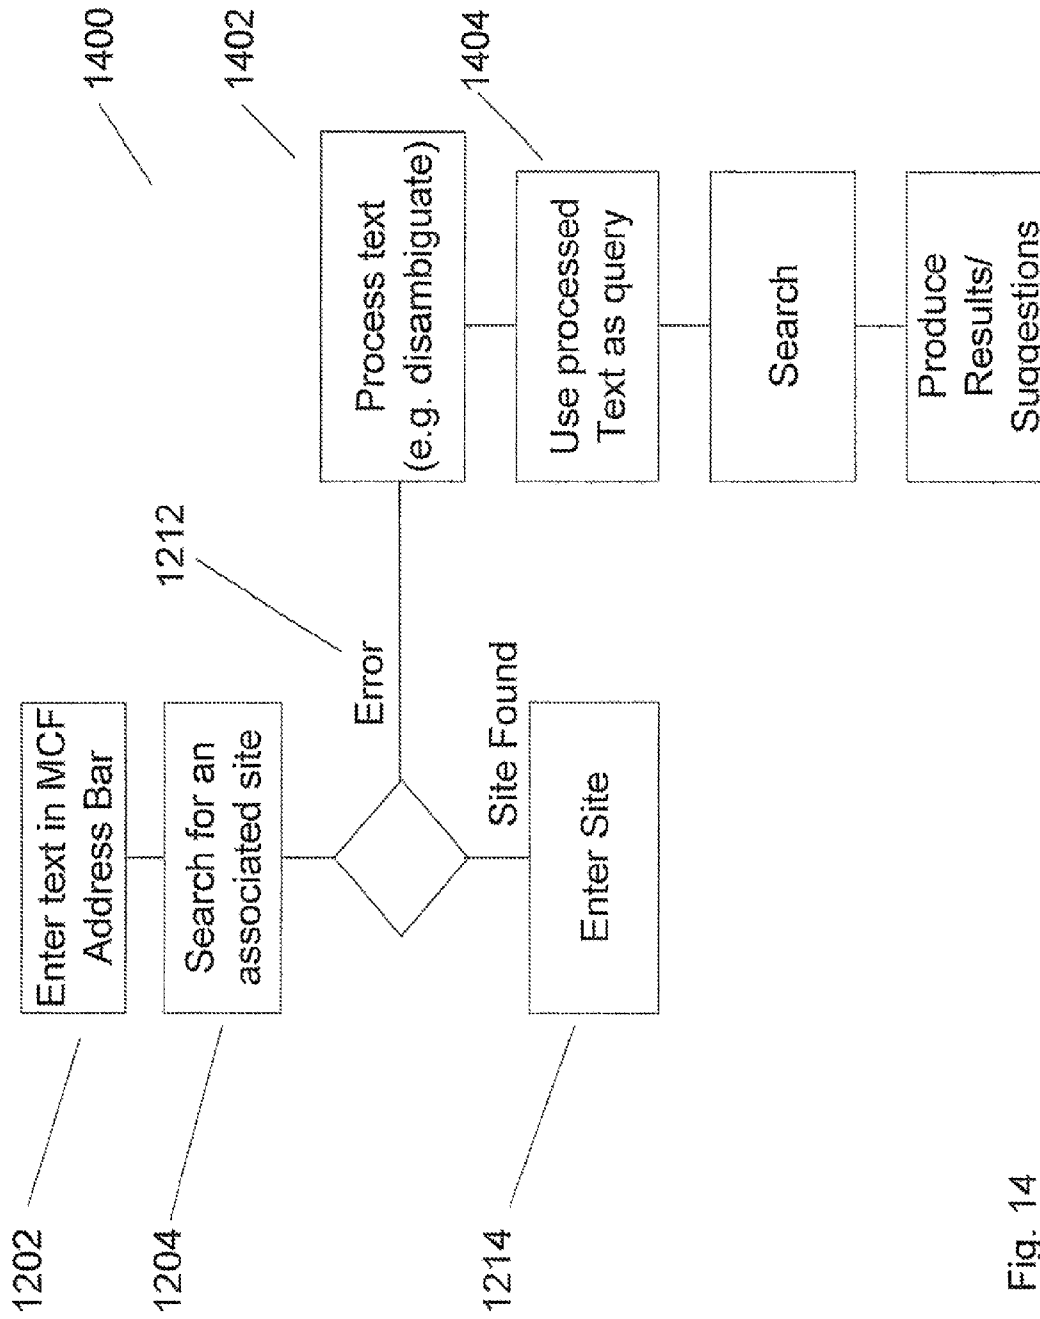 1400
1402
1404
1202
Enter text in MCF
Address Bar
1204
Search for an
associated site
1212
Error
Process text
(e.g. disambiguate)
Use processed
Text as query
Search
Produce
Results/
Suggestions
Site Found
1214
Enter Site
Fig. 14